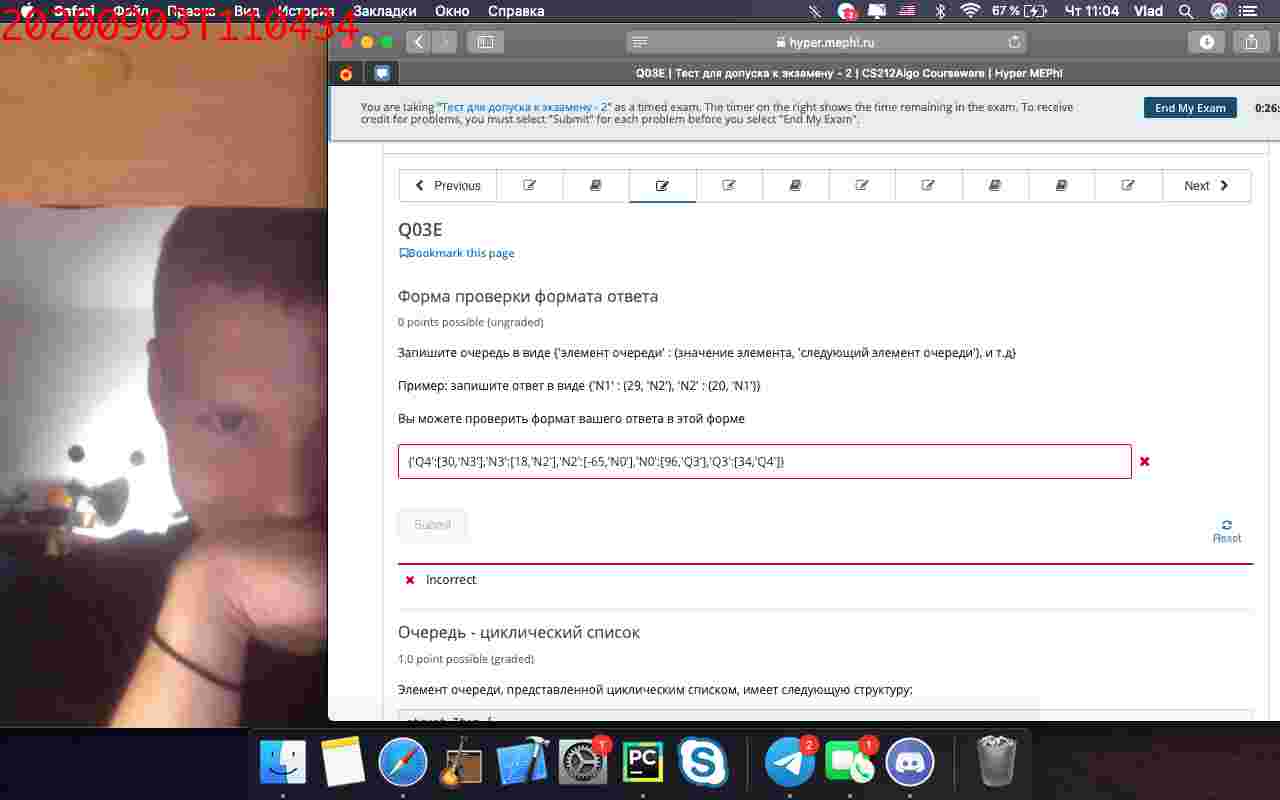 20200903T110434
Safari Файл Правка Вид История Закладки Окно Справка
67 % Чт 11:04 Vlad
hyper.mephi.ru
Q03E | Тест для допуска к экзамену - 2 | CS212Algo Courseware | Hyper MEPhI
You are taking "Тест для допуска к экзамену - 2" as a timed exam. The timer on the right shows the time remaining in the exam. To receive
credit for problems, you must select "Submit" for each problem before you select "End My Exam".
End My Exam
0:26:
Previous
Next
Q03E
Bookmark this page
Форма проверки формата ответа
0 points possible (ungraded)
Запишите очередь в виде {'элемент очереди' : (значение элемента, 'следующий элемент очереди'), и т.д}
Пример: запишите ответ в виде {'N1' : (29, 'N2'), 'N2' : (20, 'N1')}
Вы можете проверить формат вашего ответа в этой форме
{'Q4':[30,'N3'],'N3':[18,'N2'],'N2':[-65,'N0'],'N0':[96,'Q3'],'Q3':[34,'Q4']}
Submit
Reset
Incorrect
Очередь - циклический список
1.0 point possible (graded)
Элемент очереди, представленной циклическим списком, имеет следующую структуру:
1
PC
2
1